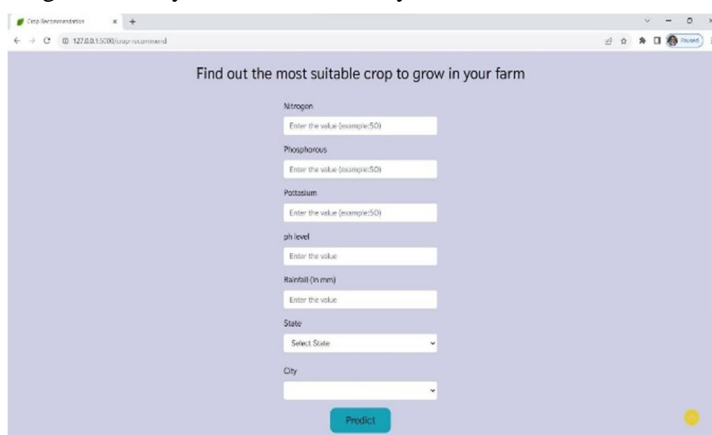 Crop Recommendation
127.0.0.1:5000/crop-recommend
Paused
Find out the most suitable crop to grow in your farm
Nitrogen
Enter the value (example:50)
Phosphorous
Enter the value (example:50)
Pottasium
Enter the value (example:50)
ph level
Enter the value
Rainfall (in mm)
Enter the value
State
Select State
City
Predict